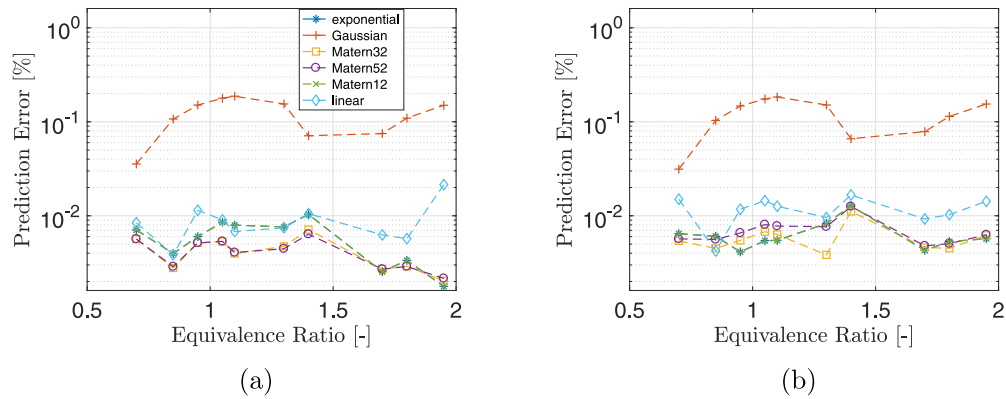 10^0
10^{-1}
10^{-2}
Prediction Error [%]
exponential
Gaussian
Matern32
Matern52
Matern12
linear
0.5 1 1.5 2
Equivalence Ratio [-]
(a)
10^0
10^{-1}
10^{-2}
Prediction Error [%]
0.5 1 1.5 2
Equivalence Ratio [-]
(b)